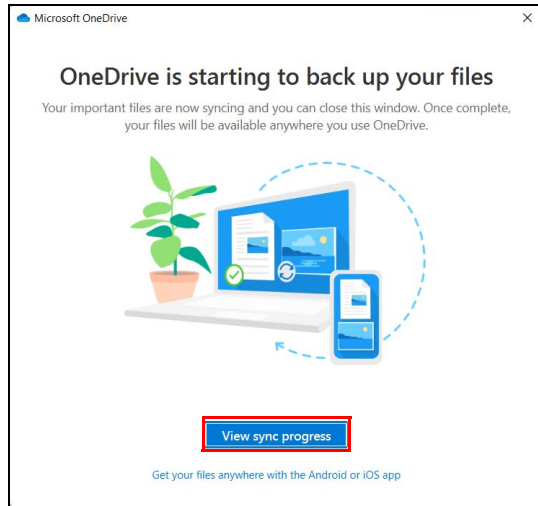 Microsoft OneDrive
OneDrive is starting to back up your files
Your important files are now syncing and you can close this window. Once complete,
your files will be available anywhere you use OneDrive.
View sync progress
Get your files anywhere with the Android or iOS app